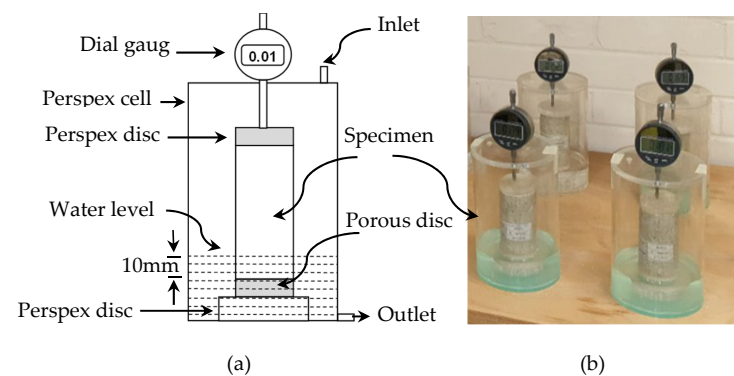 Dial gaug
0.01
Inlet
Perspex cell
Perspex disc
Specimen
Water level
Porous disc
10mm
Perspex disc
Outlet
(a)
(b)